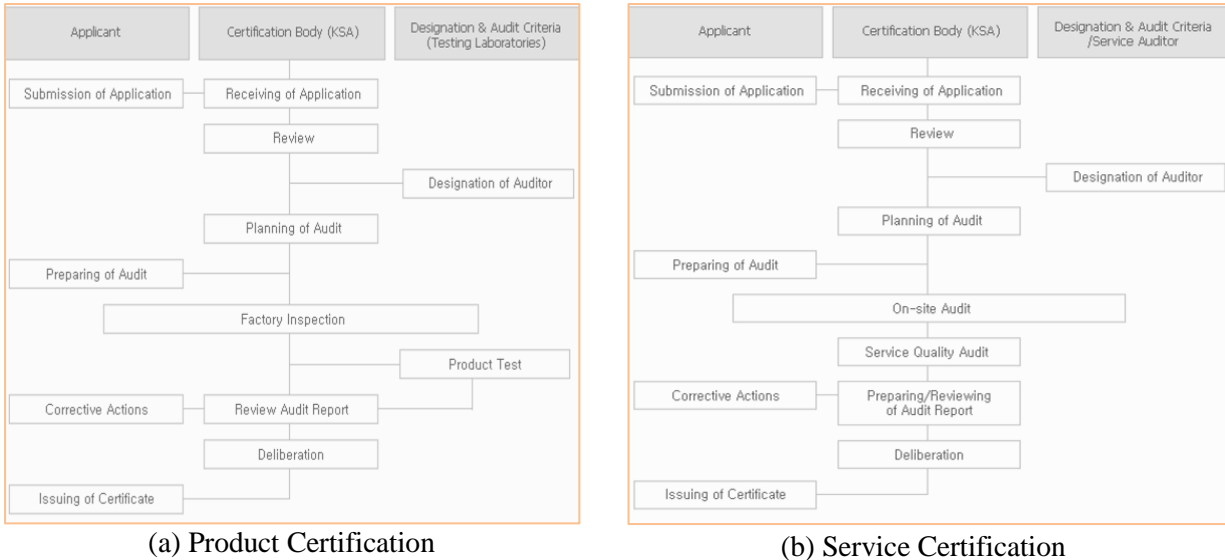 Applicant
Certification Body (KSA)
Designation & Audit Criteria
(Testing Laboratories)
Submission of Application
Receiving of Application
Review
Designation of Auditor
Planning of Audit
Preparing of Audit
Factory Inspection
Product Test
Corrective Actions
Review Audit Report
Deliberation
Issuing of Certificate
(a) Product Certification
Applicant
Certification Body (KSA)
Designation & Audit Criteria
/Service Auditor
Submission of Application
Receiving of Application
Review
Designation of Auditor
Planning of Audit
Preparing of Audit
On-site Audit
Service Quality Audit
Corrective Actions
Preparing/Reviewing
of Audit Report
Deliberation
Issuing of Certificate
(b) Service Certification